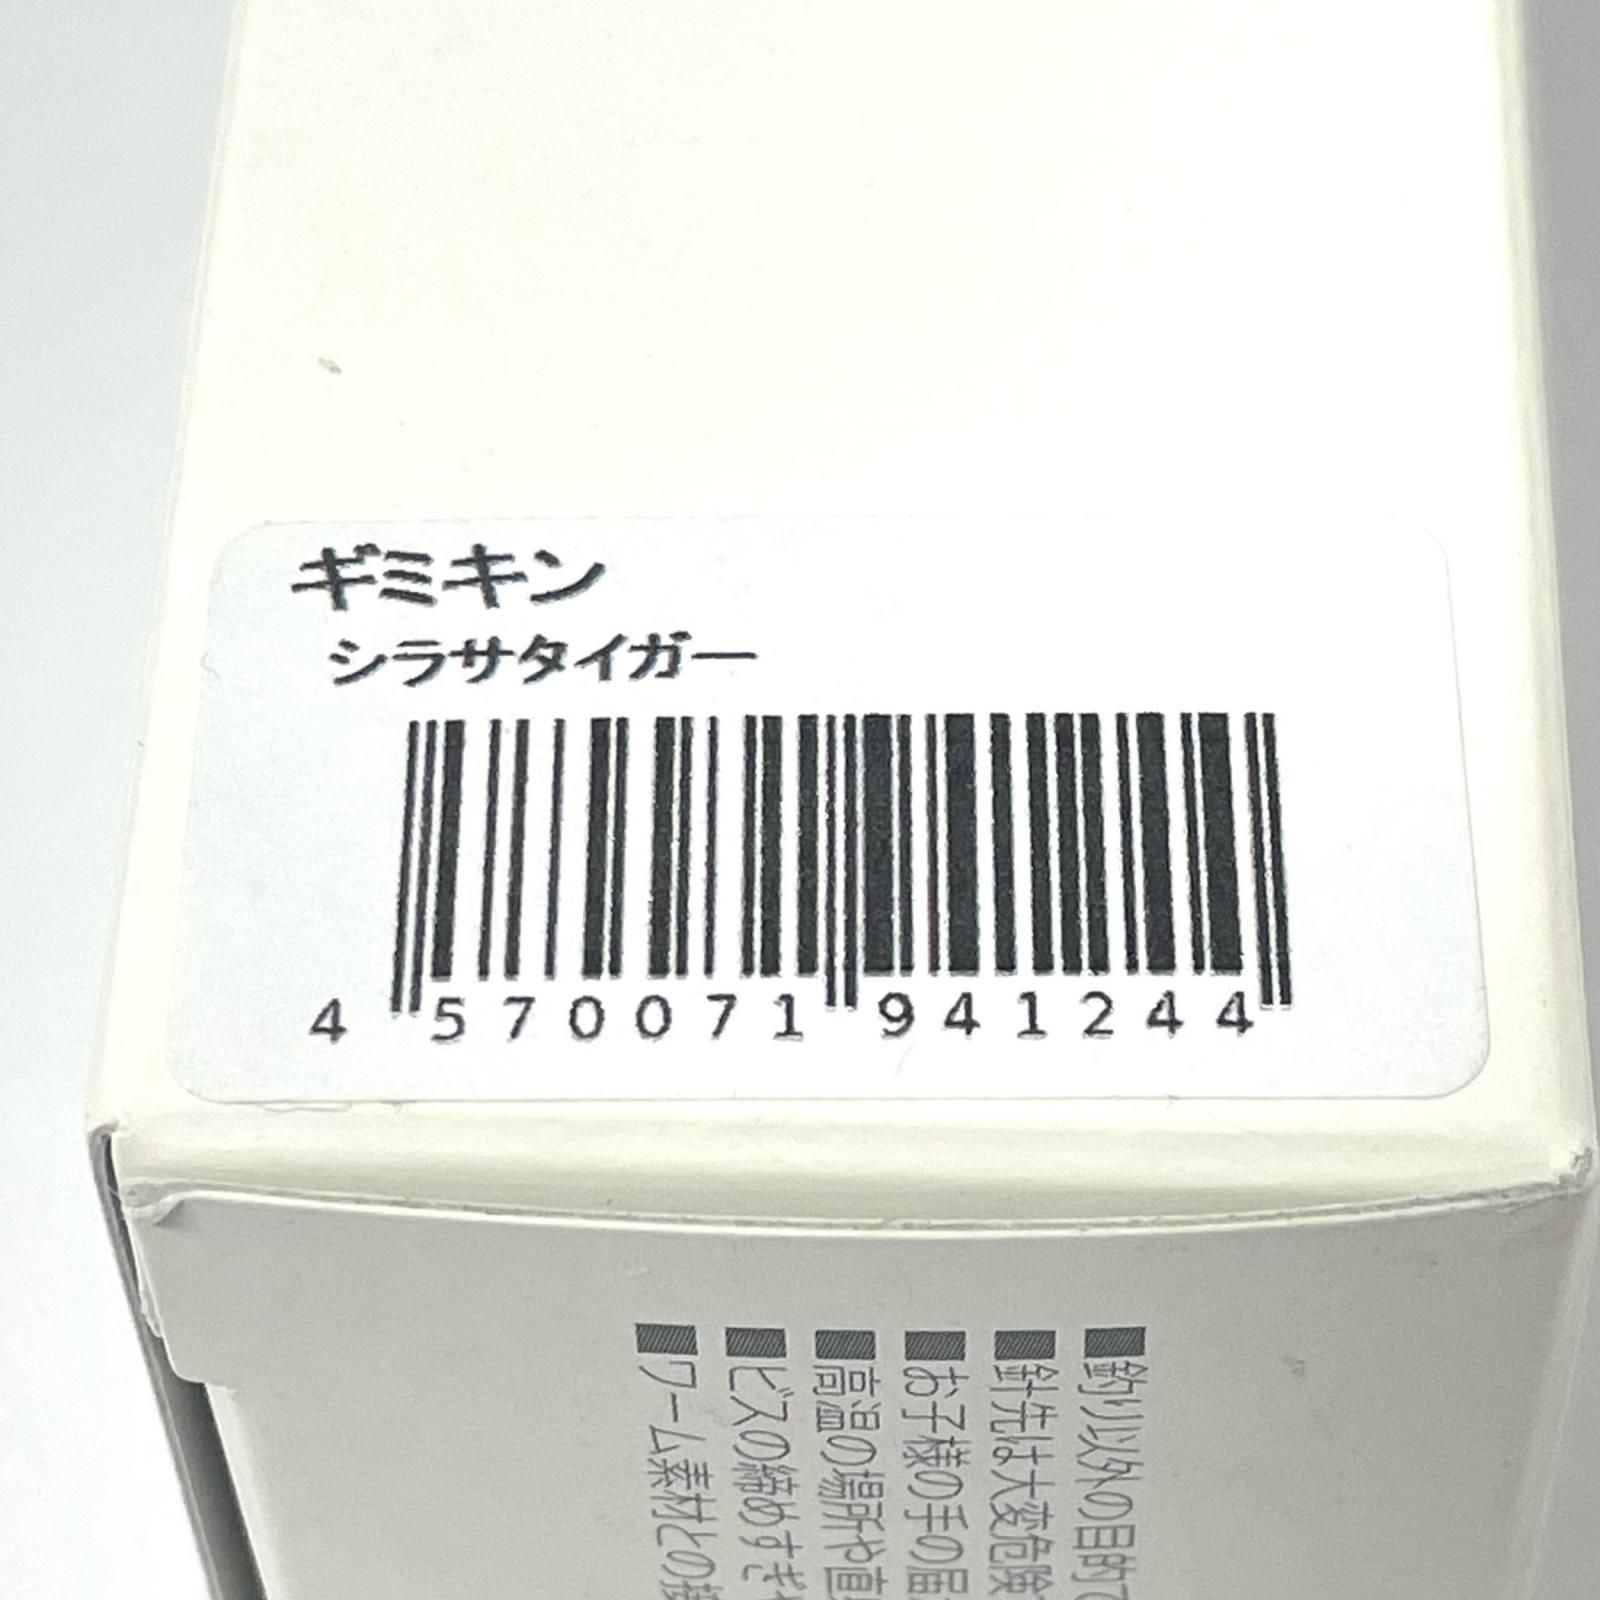 ギミキン
シラサタイガー
4 570071 941244
■釣り以外の目的で
■針先は大変危険
■お子様の手の届
■高温の場所や直
■ビスの締めすぎや
■ワーム素材との接